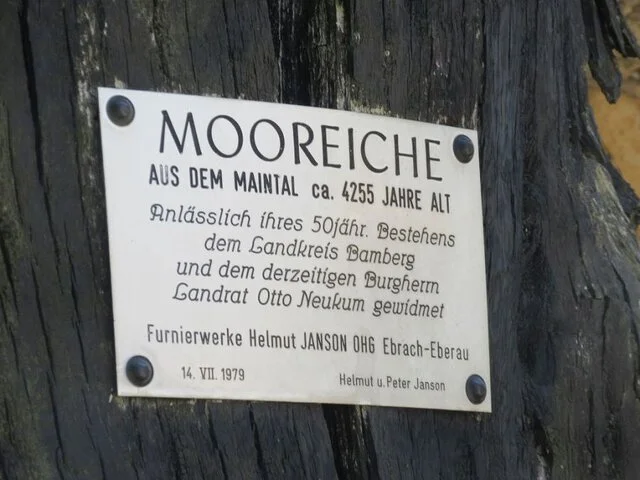 MOOREICHE
AUS DEM MAINTAL ca. 4255 JAHRE ALT
Anlässlich ihres 50jähr. Bestehens
dem Landkreis Bamberg
und dem derzeitigen Burgherrn
Landrat Otto Neukum gewidmet
Furnierwerke Helmut JANSON OHG Ebrach-Eberau
14. VII. 1979 Helmut u. Peter Janson